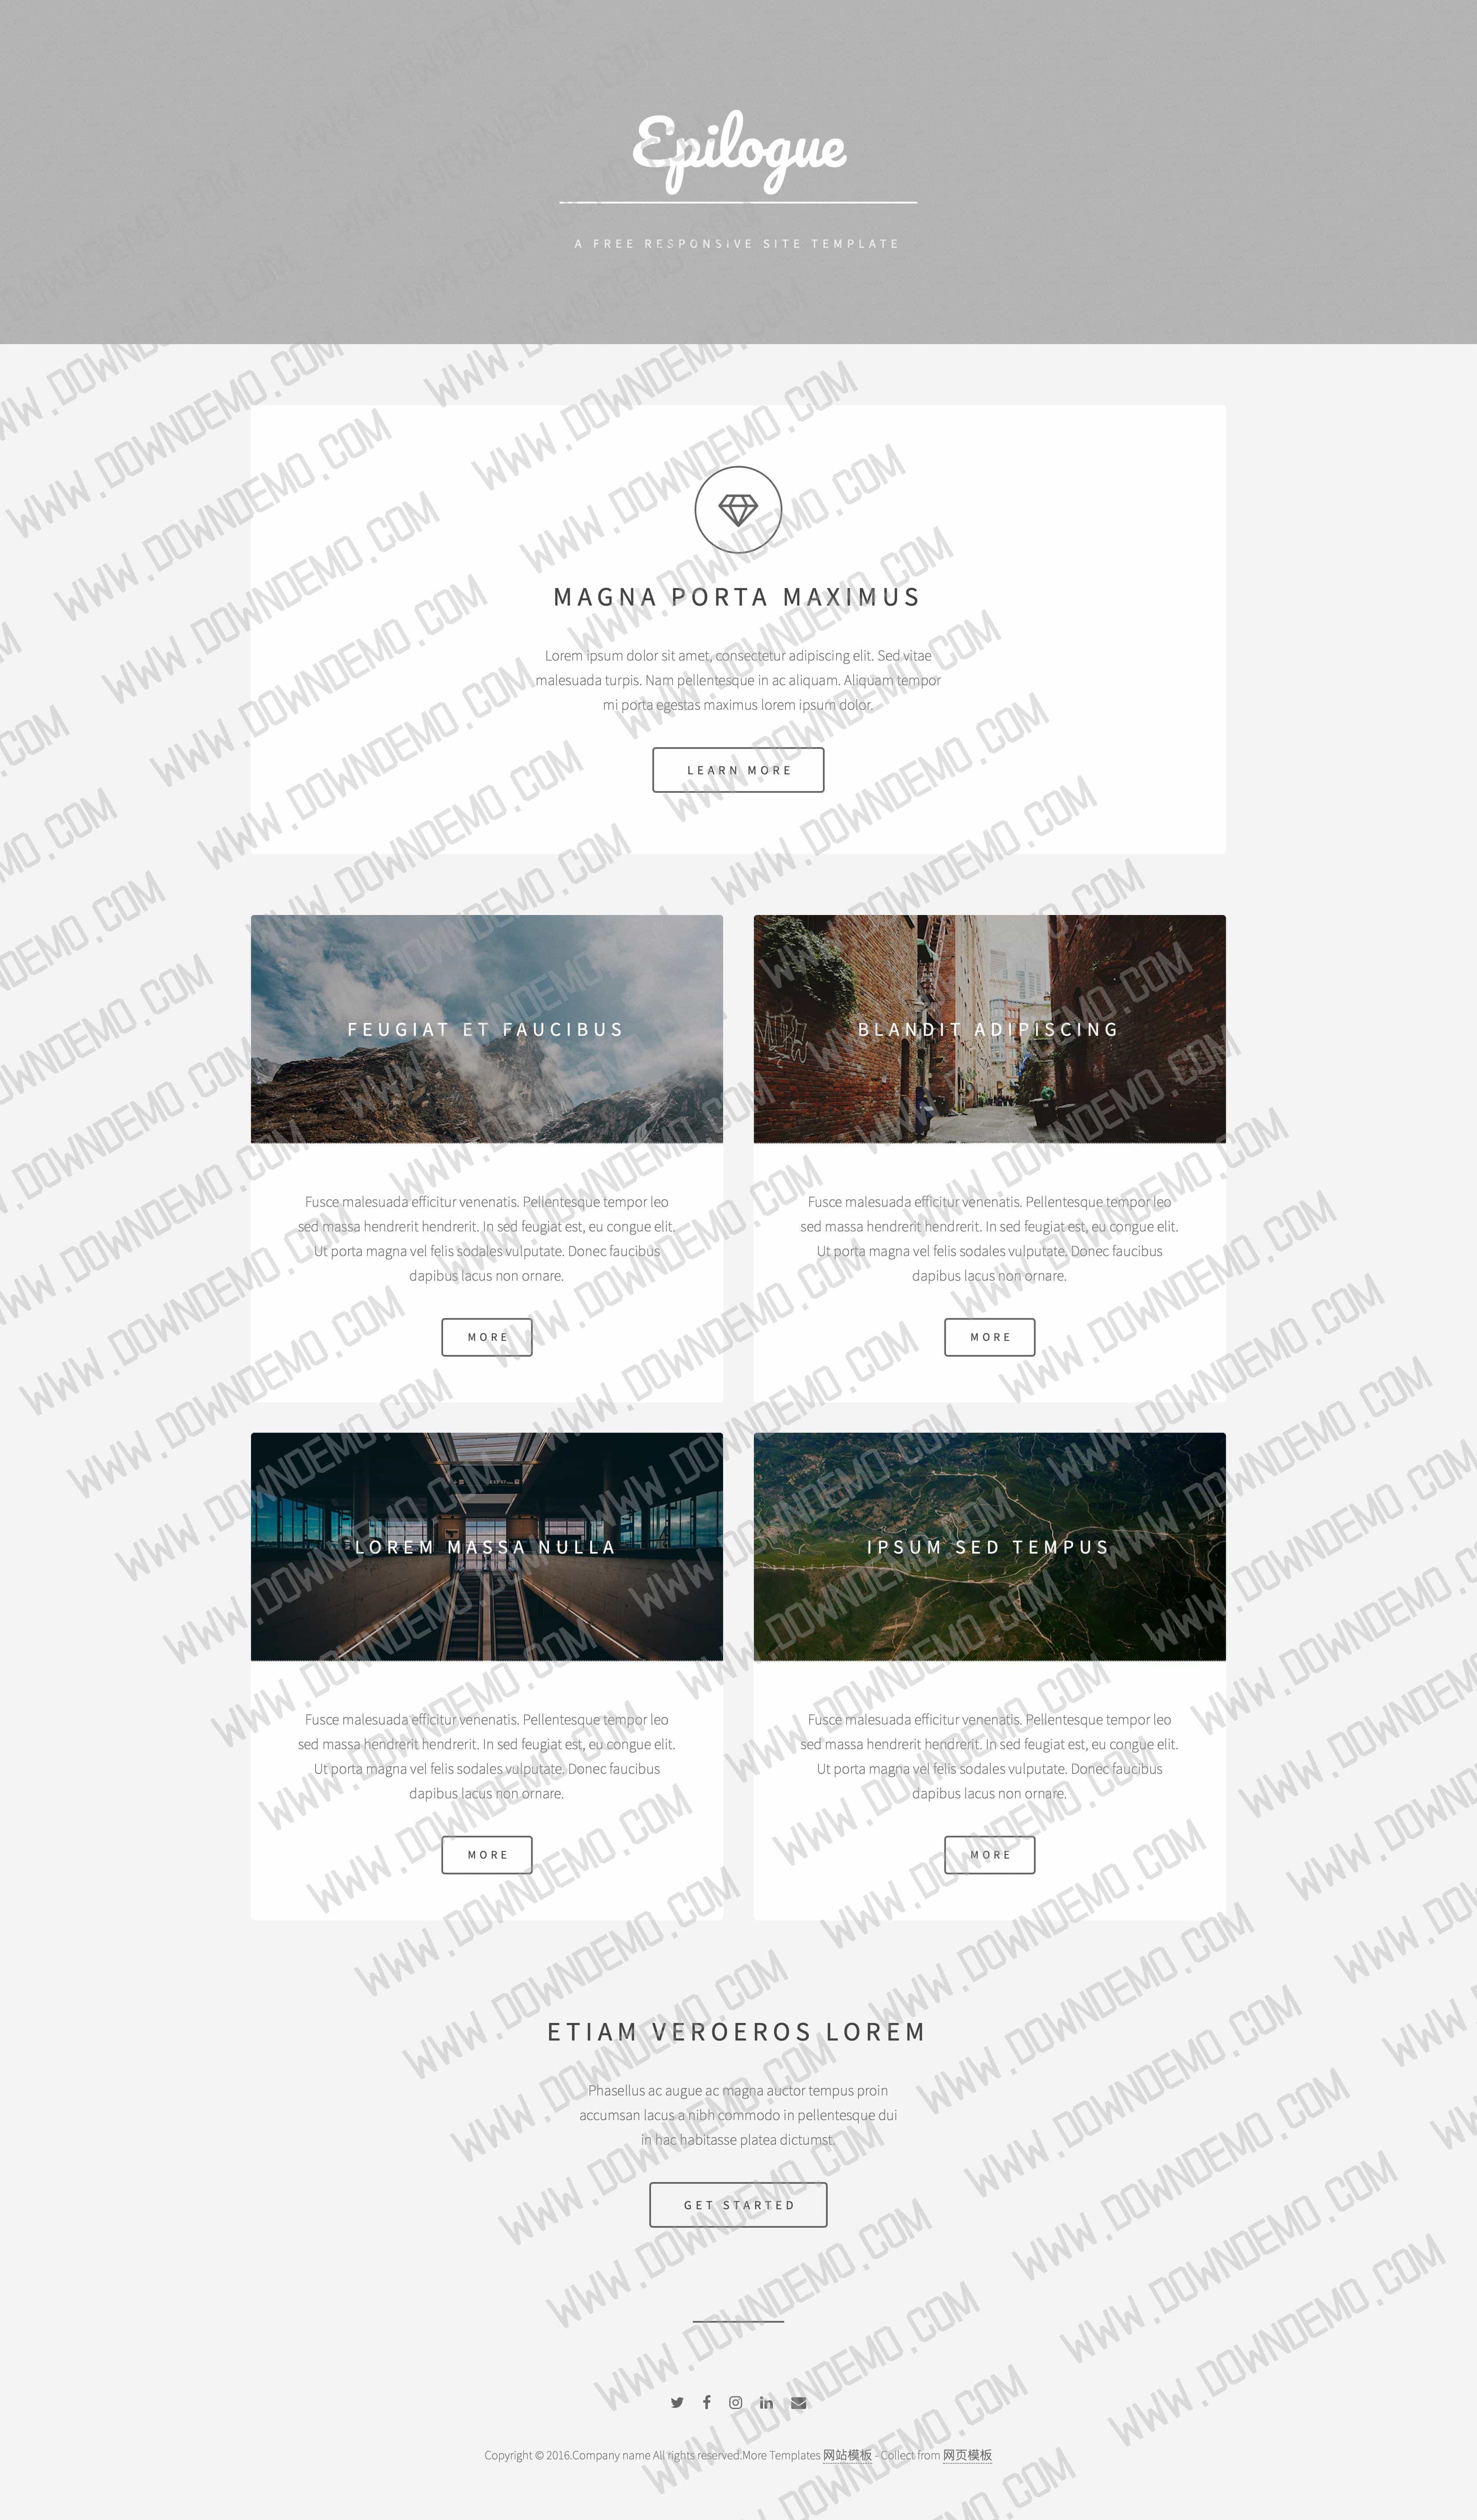 Epilogue
A FREE RESPONSIVE SITE TEMPLATE
MAGNA PORTA MAXIMUS
Lorem ipsum dolor sit amet, consectetur adipiscing elit. Sed vitae
malesuada turpis. Nam pellentesque in ac aliquam. Aliquam tempor
mi porta egestas maximus lorem ipsum dolor.
LEARN MORE
FEUGIAT ET FAUCIBUS
Fusce malesuada efficitur venenatis. Pellentesque tempor leo
sed massa hendrerit hendrerit. In sed feugiat est, eu congue elit.
Ut porta magna vel felis sodales vulputate. Donec faucibus
dapibus lacus non ornare.
MORE
BLANDIT ADIPISCING
Fusce malesuada efficitur venenatis. Pellentesque tempor leo
sed massa hendrerit hendrerit. In sed feugiat est, eu congue elit.
Ut porta magna vel felis sodales vulputate. Donec faucibus
dapibus lacus non ornare.
MORE
LOREM MASSA NULLA
Fusce malesuada efficitur venenatis. Pellentesque tempor leo
sed massa hendrerit hendrerit. In sed feugiat est, eu congue elit.
Ut porta magna vel felis sodales vulputate. Donec faucibus
dapibus lacus non ornare.
MORE
IPSUM SED TEMPUS
Fusce malesuada efficitur venenatis. Pellentesque tempor leo
sed massa hendrerit hendrerit. In sed feugiat est, eu congue elit.
Ut porta magna vel felis sodales vulputate. Donec faucibus
dapibus lacus non ornare.
MORE
ETIAM VEROEROS LOREM
Phasellus ac augue ac magna auctor tempus proin
accumsan lacus a nibh commodo in pellentesque dui
in hac habitasse platea dictumst.
GET STARTED
Copyright © 2016.Company name All rights reserved.More Templates 网站模板 - Collect from 网页模板
WWW.DOWNDEMO.COM